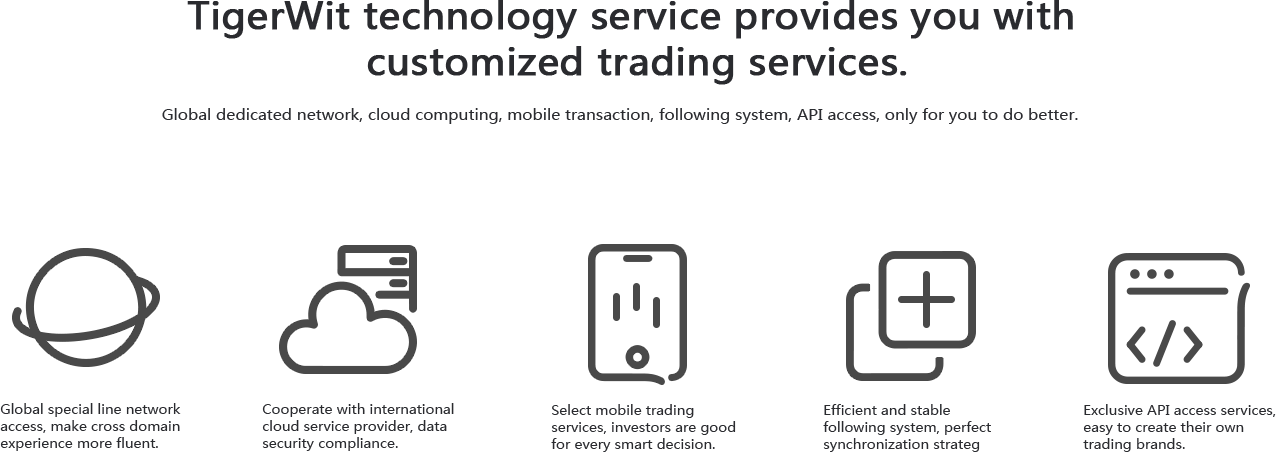 TigerWit technology service provides you with
customized trading services.
Global dedicated network, cloud computing, mobile transaction, following system, API access, only for you to do better.
Global special line network
access, make cross domain
experience more fluent.
Cooperate with international
cloud service provider, data
security compliance.
Select mobile trading
services, investors are good
for every smart decision.
Efficient and stable
following system, perfect
synchronization strateg
Exclusive API access services,
easy to create their own
trading brands.